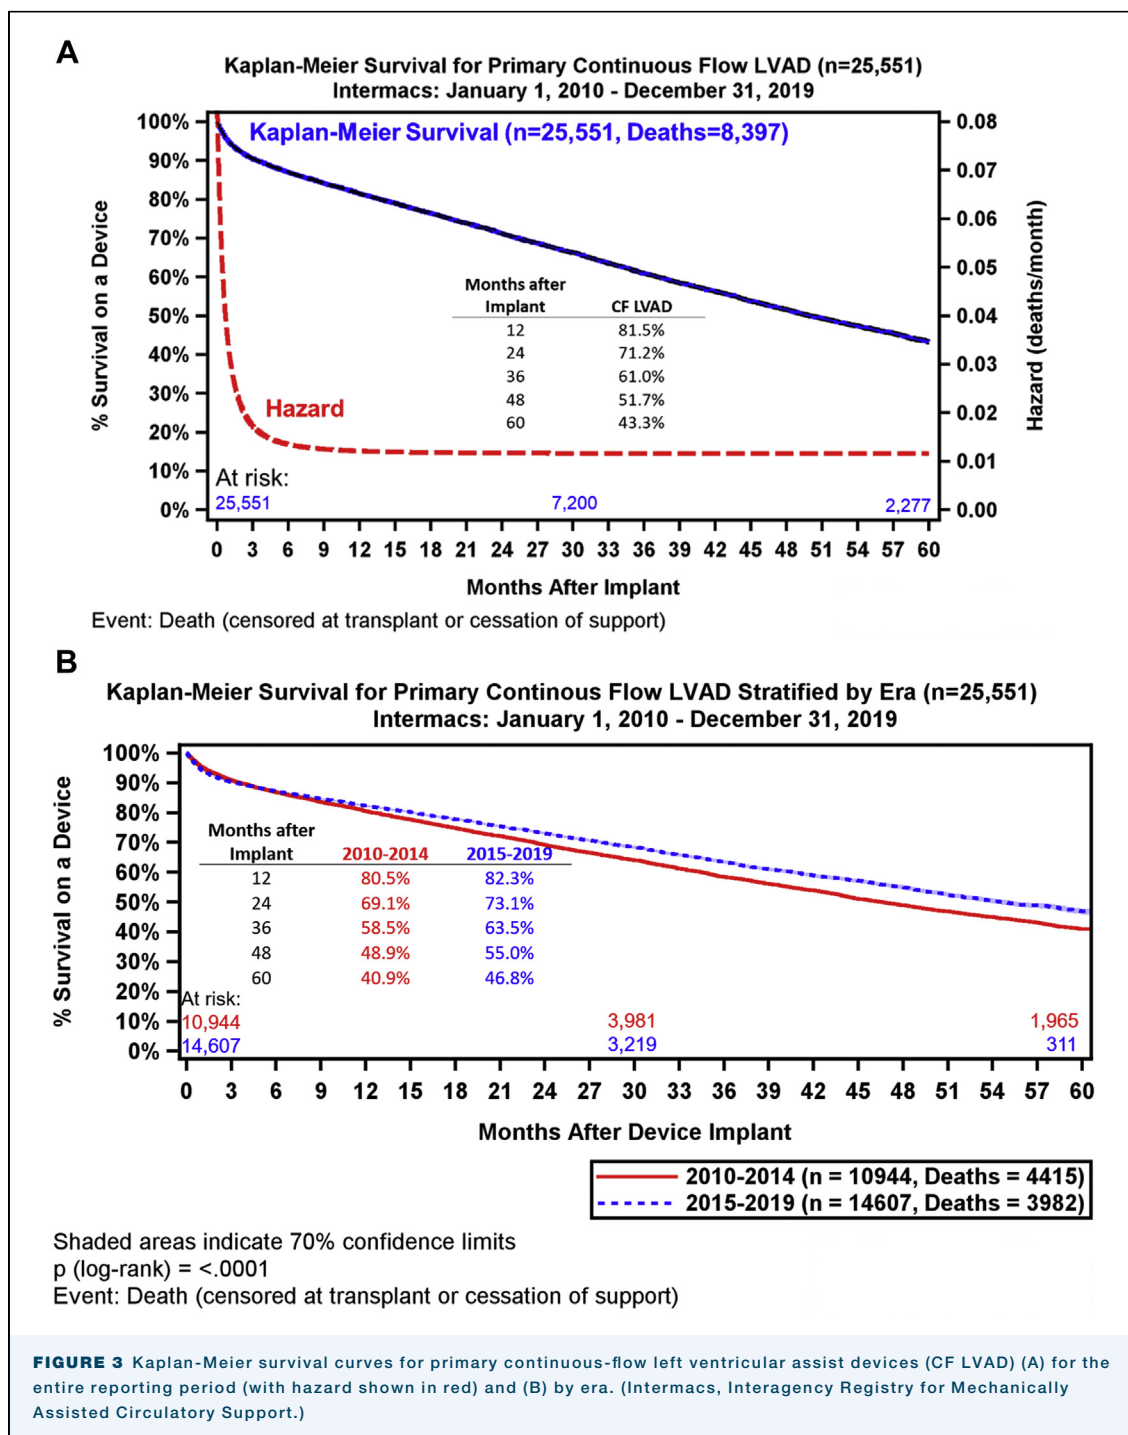 A
Kaplan-Meier Survival for Primary Continuous Flow LVAD (n=25,551)
Intermacs: January 1, 2010 - December 31, 2019
Kaplan-Meier Survival (n=25,551, Deaths=8,397)
% Survival on a Device
100%
90%
80%
70%
60%
50%
40%
30%
20%
10%
0%
Hazard (deaths/month)
0.08
0.07
0.06
0.05
0.04
0.03
0.02
0.01
0.00
Months after
Implant CF LVAD
12 81.5%
24 71.2%
36 61.0%
48 51.7%
60 43.3%
Hazard
At risk:
25,551 7,200 2,277
0 3 6 9 12 15 18 21 24 27 30 33 36 39 42 45 48 51 54 57 60
Months After Implant
Event: Death (censored at transplant or cessation of support)
B
Kaplan-Meier Survival for Primary Continous Flow LVAD Stratified by Era (n=25,551)
Intermacs: January 1, 2010 - December 31, 2019
% Survival on a Device
100%
90%
80%
70%
60%
50%
40%
30%
20%
10%
0%
Months after
Implant 2010-2014 2015-2019
12 80.5% 82.3%
24 69.1% 73.1%
36 58.5% 63.5%
48 48.9% 55.0%
60 40.9% 46.8%
At risk:
10,944 3,981 1,965
14,607 3,219 311
0 3 6 9 12 15 18 21 24 27 30 33 36 39 42 45 48 51 54 57 60
Months After Device Implant
2010-2014 (n = 10944, Deaths = 4415)
2015-2019 (n = 14607, Deaths = 3982)
Shaded areas indicate 70% confidence limits
p (log-rank) = <.0001
Event: Death (censored at transplant or cessation of support)
FIGURE 3 Kaplan-Meier survival curves for primary continuous-flow left ventricular assist devices (CF LVAD) (A) for the
entire reporting period (with hazard shown in red) and (B) by era. (Intermacs, Interagency Registry for Mechanically
Assisted Circulatory Support.)